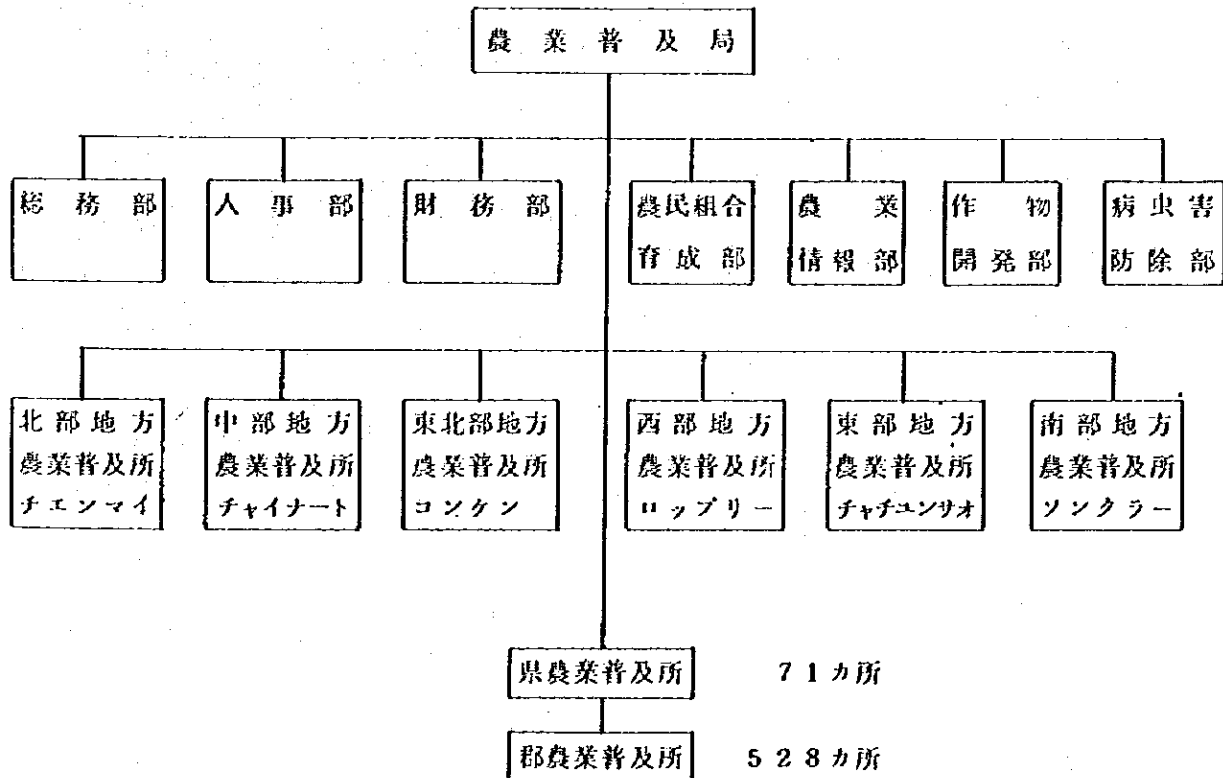 農業普及局
総務部
人事部
財務部
農民組合
育成部
農業
情報部
作物
開発部
病虫害
防除部
北部地方
農業普及所
チエンマイ
中部地方
農業普及所
チャイナート
東北部地方
農業普及所
コンケン
西部地方
農業普及所
ロップリー
東部地方
農業普及所
チャチュンサオ
南部地方
農業普及所
ソンクラー
県農業普及所 71カ所
郡農業普及所 528カ所